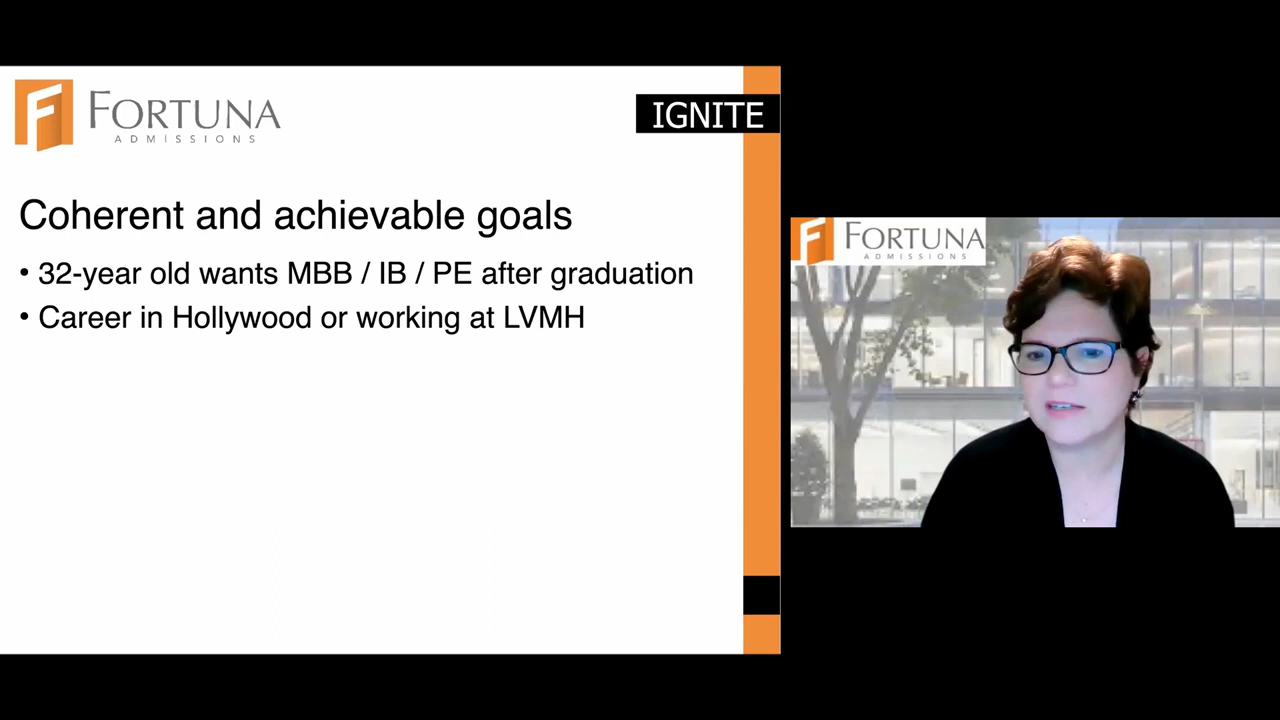 FORTUNA
ADMISSIONS
IGNITE
Coherent and achievable goals
• 32-year old wants MBB / IB / PE after graduation
• Career in Hollywood or working at LVMH
FORTUNA
ADMISSIONS